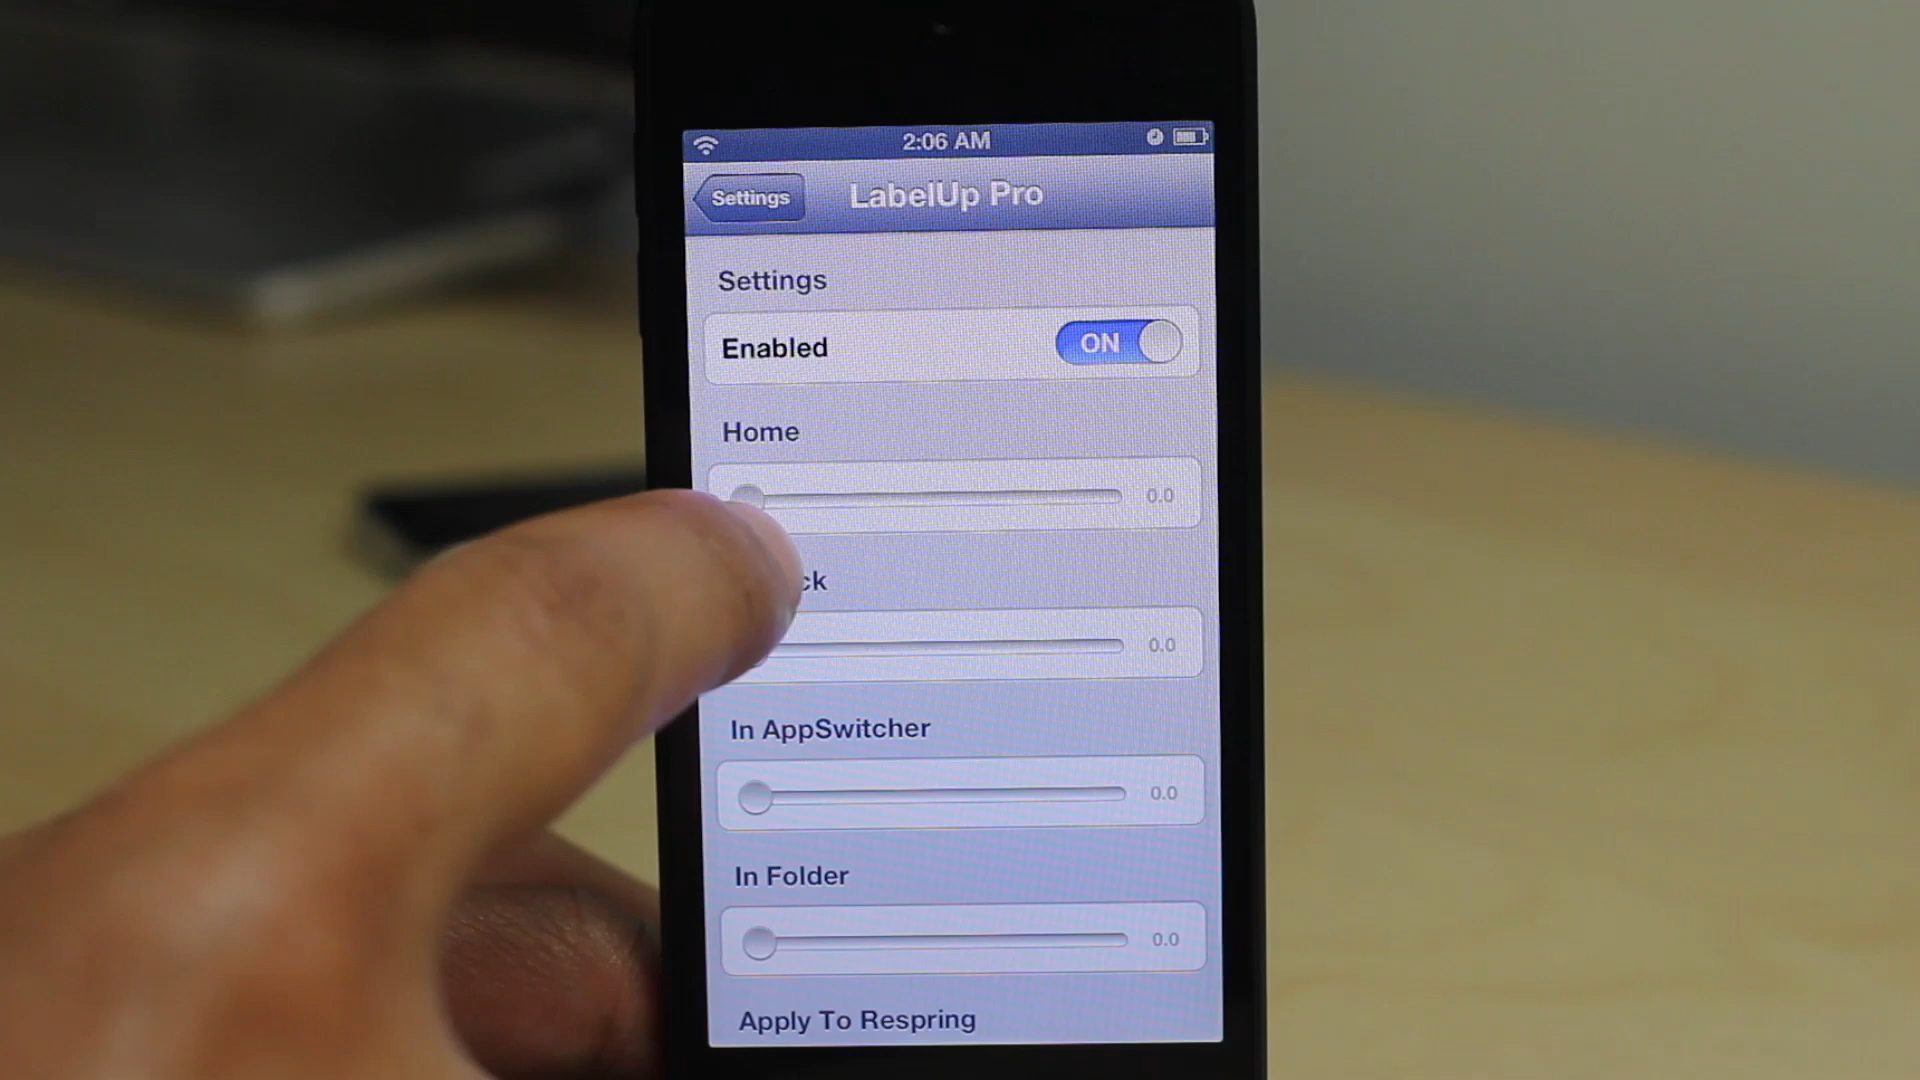 2:06 AM
Settings
LabelUp Pro
Settings
Enabled
ON
Home
0.0
ck
0.0
In AppSwitcher
0.0
In Folder
0.0
Apply To Respring